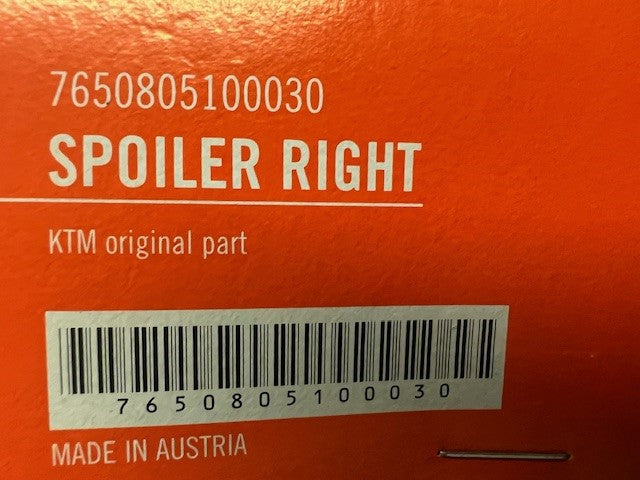 7650805100030
SPOILER RIGHT
KTM original part
7650805100030
MADE IN AUSTRIA